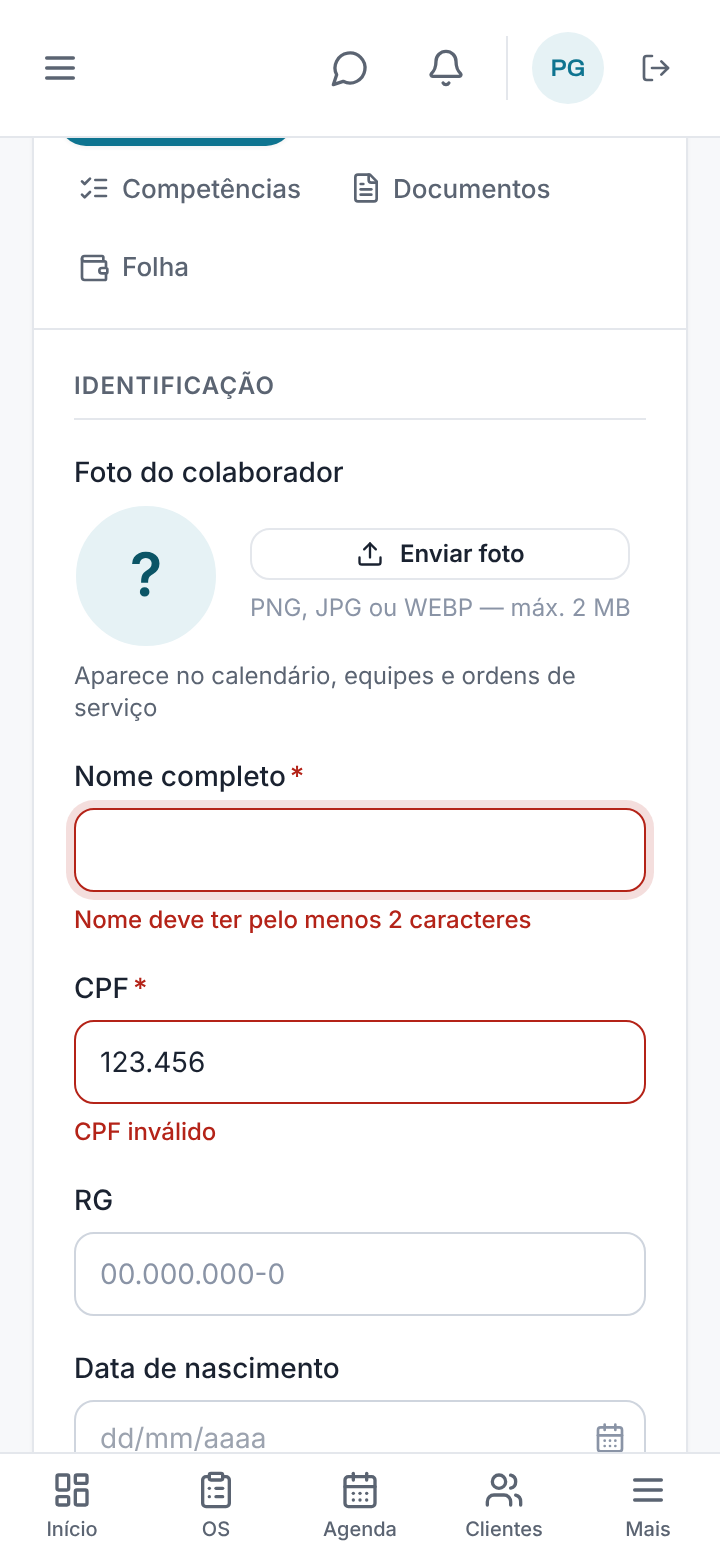 PG
Competências
Documentos
Folha
IDENTIFICAÇÃO
Foto do colaborador
?
Enviar foto
PNG, JPG ou WEBP — máx. 2 MB
Aparece no calendário, equipes e ordens de
serviço
Nome completo*
Nome deve ter pelo menos 2 caracteres
CPF*
123.456
CPF inválido
RG
00.000.000-0
Data de nascimento
dd/mm/aaaa
Início
OS
Agenda
Clientes
Mais